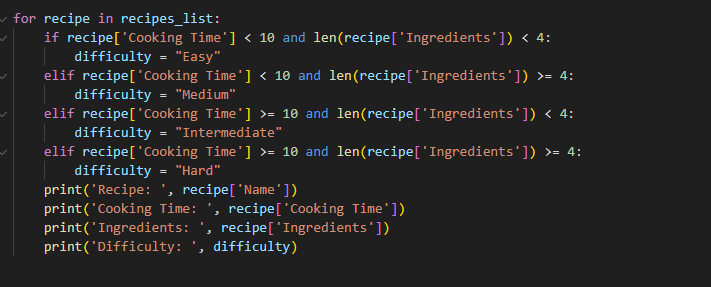 for recipe in recipes_list:
    if recipe['Cooking Time'] < 10 and len(recipe['Ingredients']) < 4:
        difficulty = "Easy"
    elif recipe['Cooking Time'] < 10 and len(recipe['Ingredients']) >= 4:
        difficulty = "Medium"
    elif recipe['Cooking Time'] >= 10 and len(recipe['Ingredients']) < 4:
        difficulty = "Intermediate"
    elif recipe['Cooking Time'] >= 10 and len(recipe['Ingredients']) >= 4:
        difficulty = "Hard"
    print('Recipe: ', recipe['Name'])
    print('Cooking Time: ', recipe['Cooking Time'])
    print('Ingredients: ', recipe['Ingredients'])
    print('Difficulty: ', difficulty)